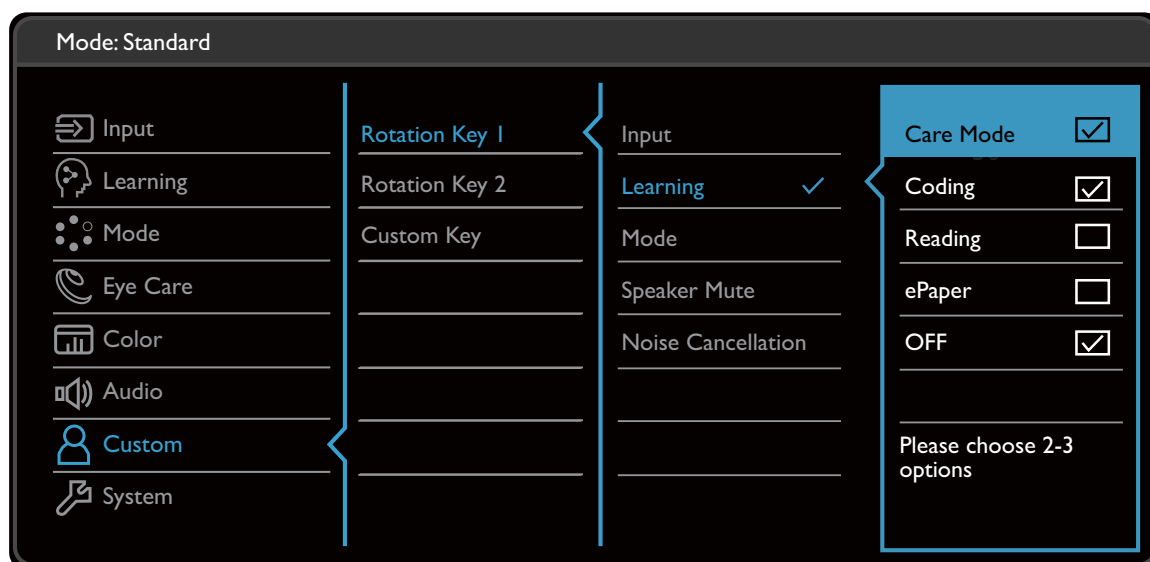 Mode: Standard
Input
Learning
Mode
Eye Care
Color
Audio
Custom
System
Rotation Key 1
Rotation Key 2
Custom Key
Input
Learning
Mode
Speaker Mute
Noise Cancellation
Care Mode
Coding
Reading
ePaper
OFF
Please choose 2-3
options